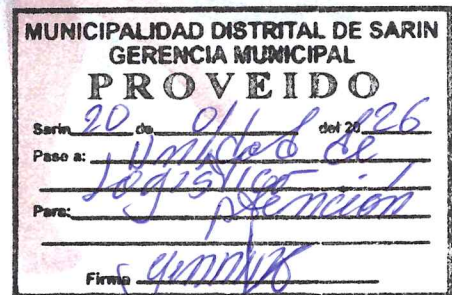 MUNICIPALIDAD DISTRITAL DE SARIN
GERENCIA MUNICIPAL
PROVEIDO
Sarin 20 de 01 del 2026
Pase a: Unidad de
Logística
Para: Atención
Firma